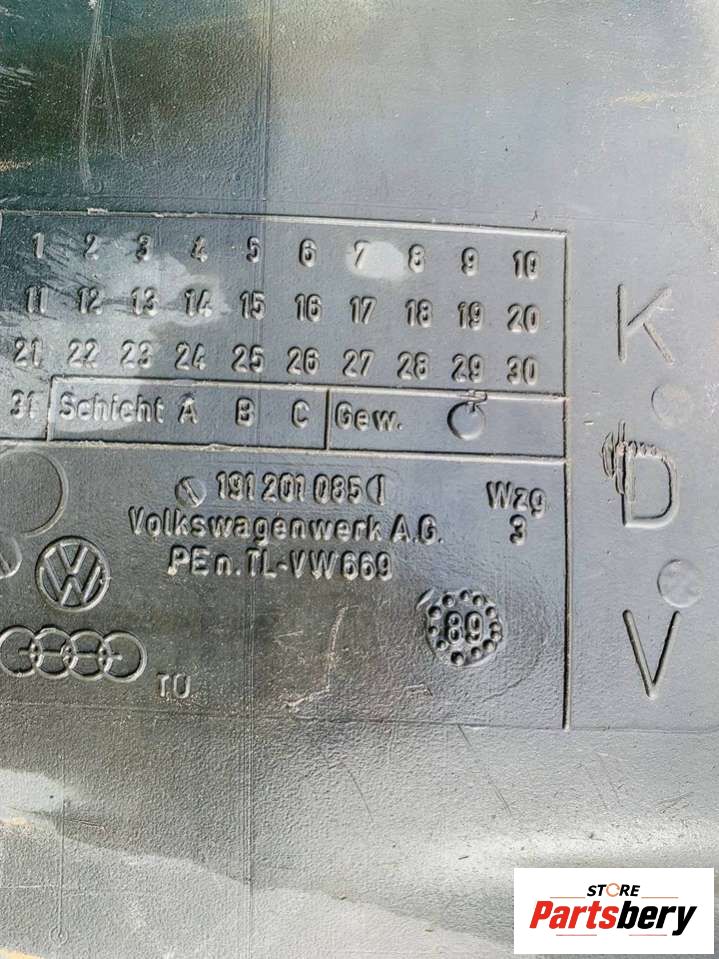 1 2 3 4 5 6 7 8 9 10
11 12 13 14 15 16 17 18 19 20
21 22 23 24 25 26 27 28 29 30
31 Schicht A B C Gew.
191 201 085
Volkswagenwerk A.G.
PE n. TL-VW 669
Wzg
3
VW
89
TU
K
D
V
STORE
Partsbery